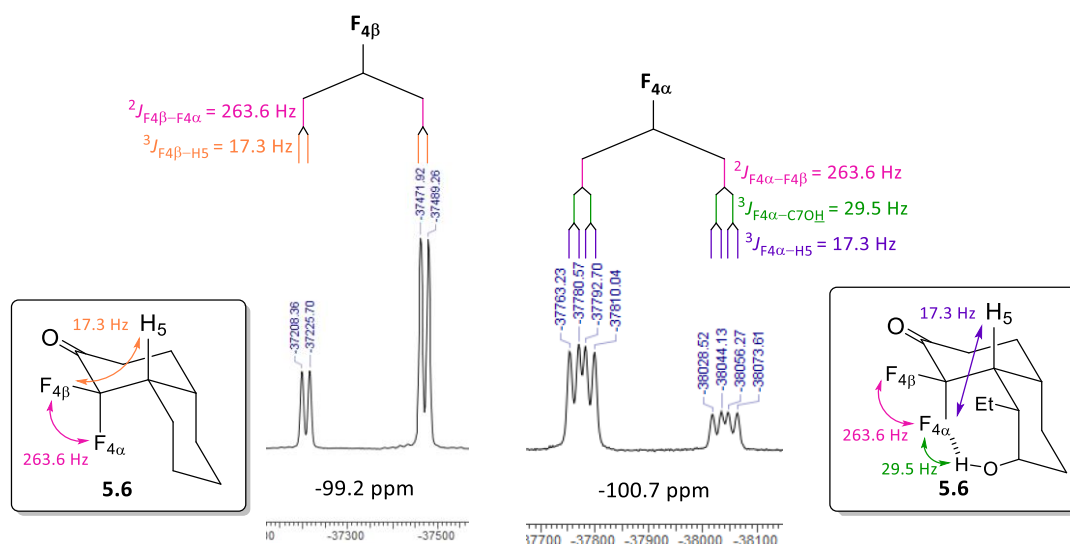 F4β
²JF4β−F4α = 263.6 Hz
³JF4β−H5 = 17.3 Hz
-37208.36
-37225.70
-37471.92
-37489.26
-99.2 ppm
-37300
-37500
F4α
²JF4α−F4β = 263.6 Hz
³JF4α−C7OH = 29.5 Hz
³JF4α−H5 = 17.3 Hz
-37763.23
-37780.57
-37792.70
-37810.04
-38028.52
-38044.13
-38056.27
-38073.61
-100.7 ppm
-37800
-37900
-38000
-38100
17.3 Hz
H5
O
F4β
F4α
263.6 Hz
5.6
17.3 Hz
H5
O
F4β
Et
F4α
263.6 Hz
29.5 Hz
H
O
5.6